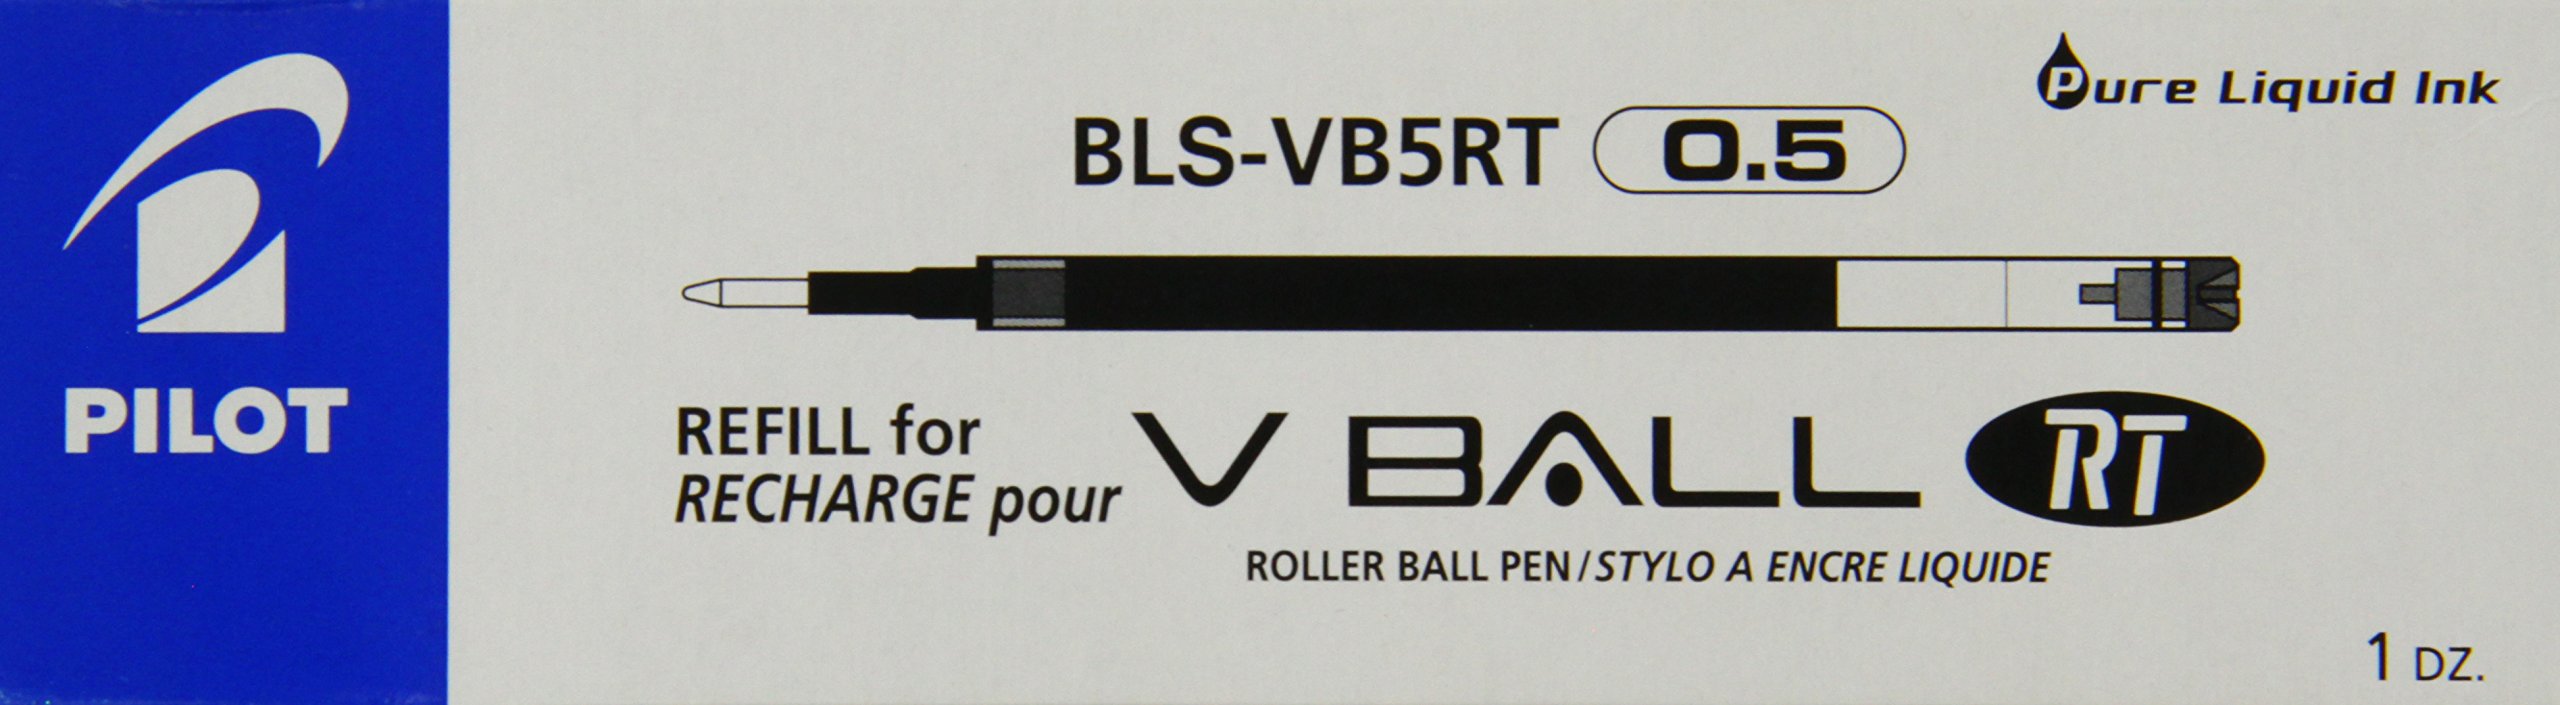 PILOT
Pure Liquid Ink
BLS-VB5RT 0.5
REFILL for
RECHARGE pour
V BALL RT
ROLLER BALL PEN/STYLO A ENCRE LIQUIDE
1 DZ.